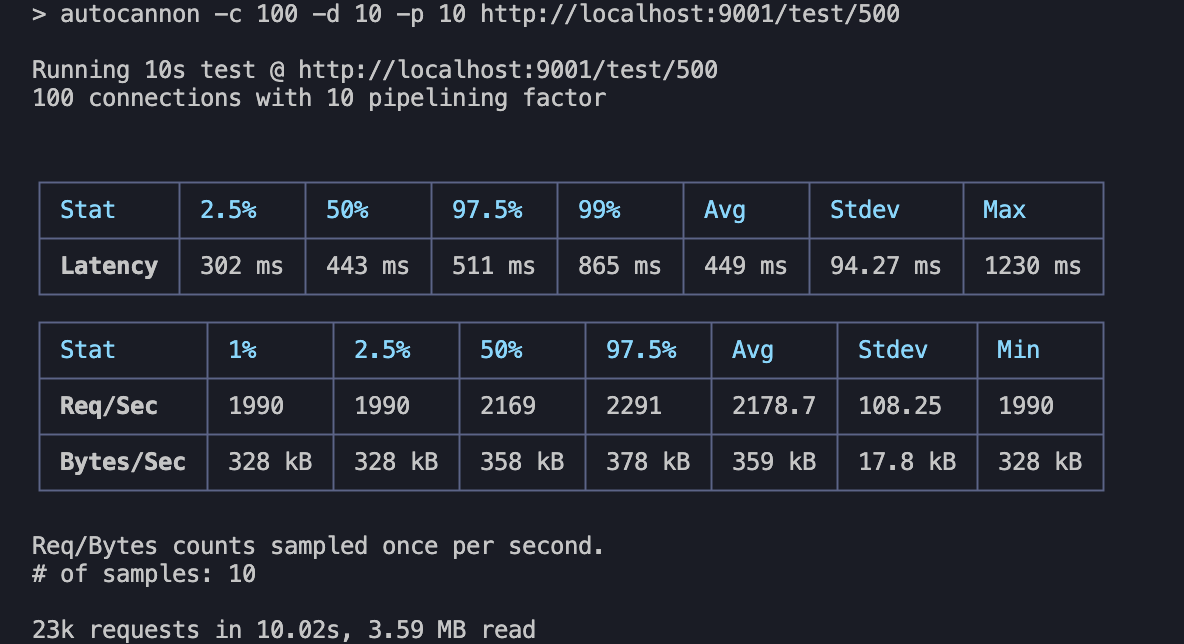 > autocannon -c 100 -d 10 -p 10 http://localhost:9001/test/500
Running 10s test @ http://localhost:9001/test/500
100 connections with 10 pipelining factor
Stat 2.5% 50% 97.5% 99% Avg Stdev Max
Latency 302 ms 443 ms 511 ms 865 ms 449 ms 94.27 ms 1230 ms
Stat 1% 2.5% 50% 97.5% Avg Stdev Min
Req/Sec 1990 1990 2169 2291 2178.7 108.25 1990
Bytes/Sec 328 kB 328 kB 358 kB 378 kB 359 kB 17.8 kB 328 kB
Req/Bytes counts sampled once per second.
# of samples: 10
23k requests in 10.02s, 3.59 MB read